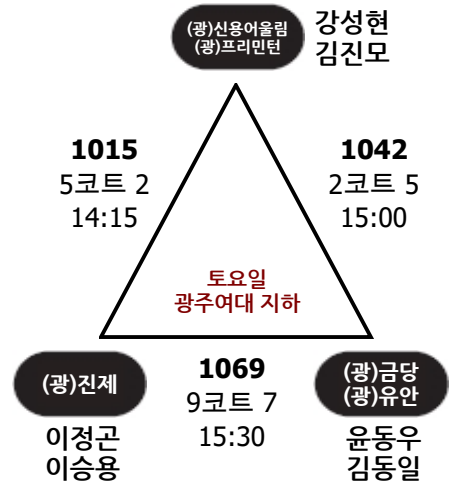 (광)신용어울림
(광)프리민턴
강성현
김진모
1015
5코트 2
14:15
1042
2코트 5
15:00
토요일
광주여대 지하
(광)진제
이정곤
이승용
1069
9코트 7
15:30
(광)금당
(광)유안
윤동우
김동일